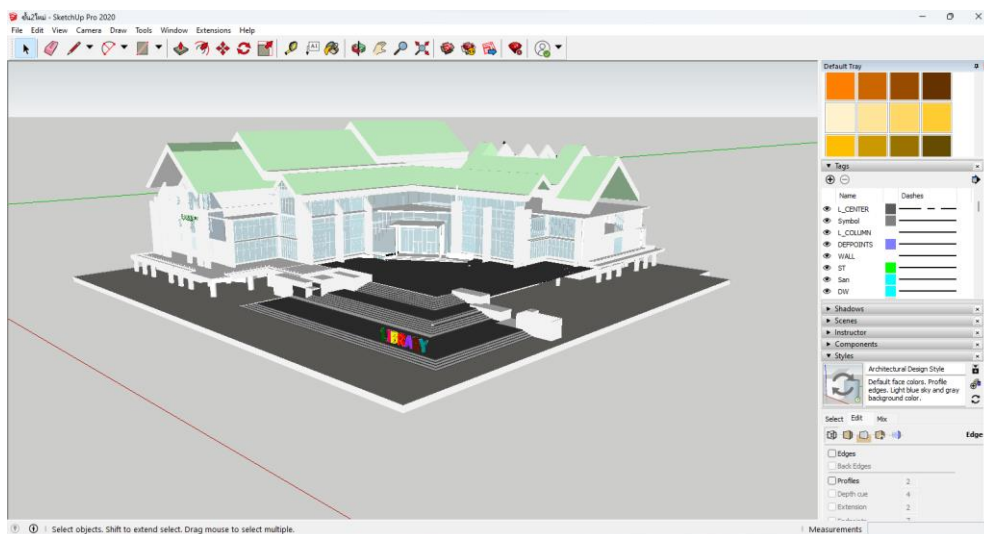 ชั้น2ใหม่ - SketchUp Pro 2020
File Edit View Camera Draw Tools Window Extensions Help
Default Tray
Tags
Name Dashes
L_CENTER
Symbol
L_COLUMN
DEFPOINTS
WALL
ST
San
DW
Shadows
Scenes
Instructor
Components
Styles
Architectural Design Style
Default face colors. Profile
edges. Light blue sky and gray
background color.
Select Edit Mix
Edge
Edges
Back Edges
Profiles 2
Depth cue 4
Extension 2
LIBRARY
Select objects. Shift to extend select. Drag mouse to select multiple.
Measurements